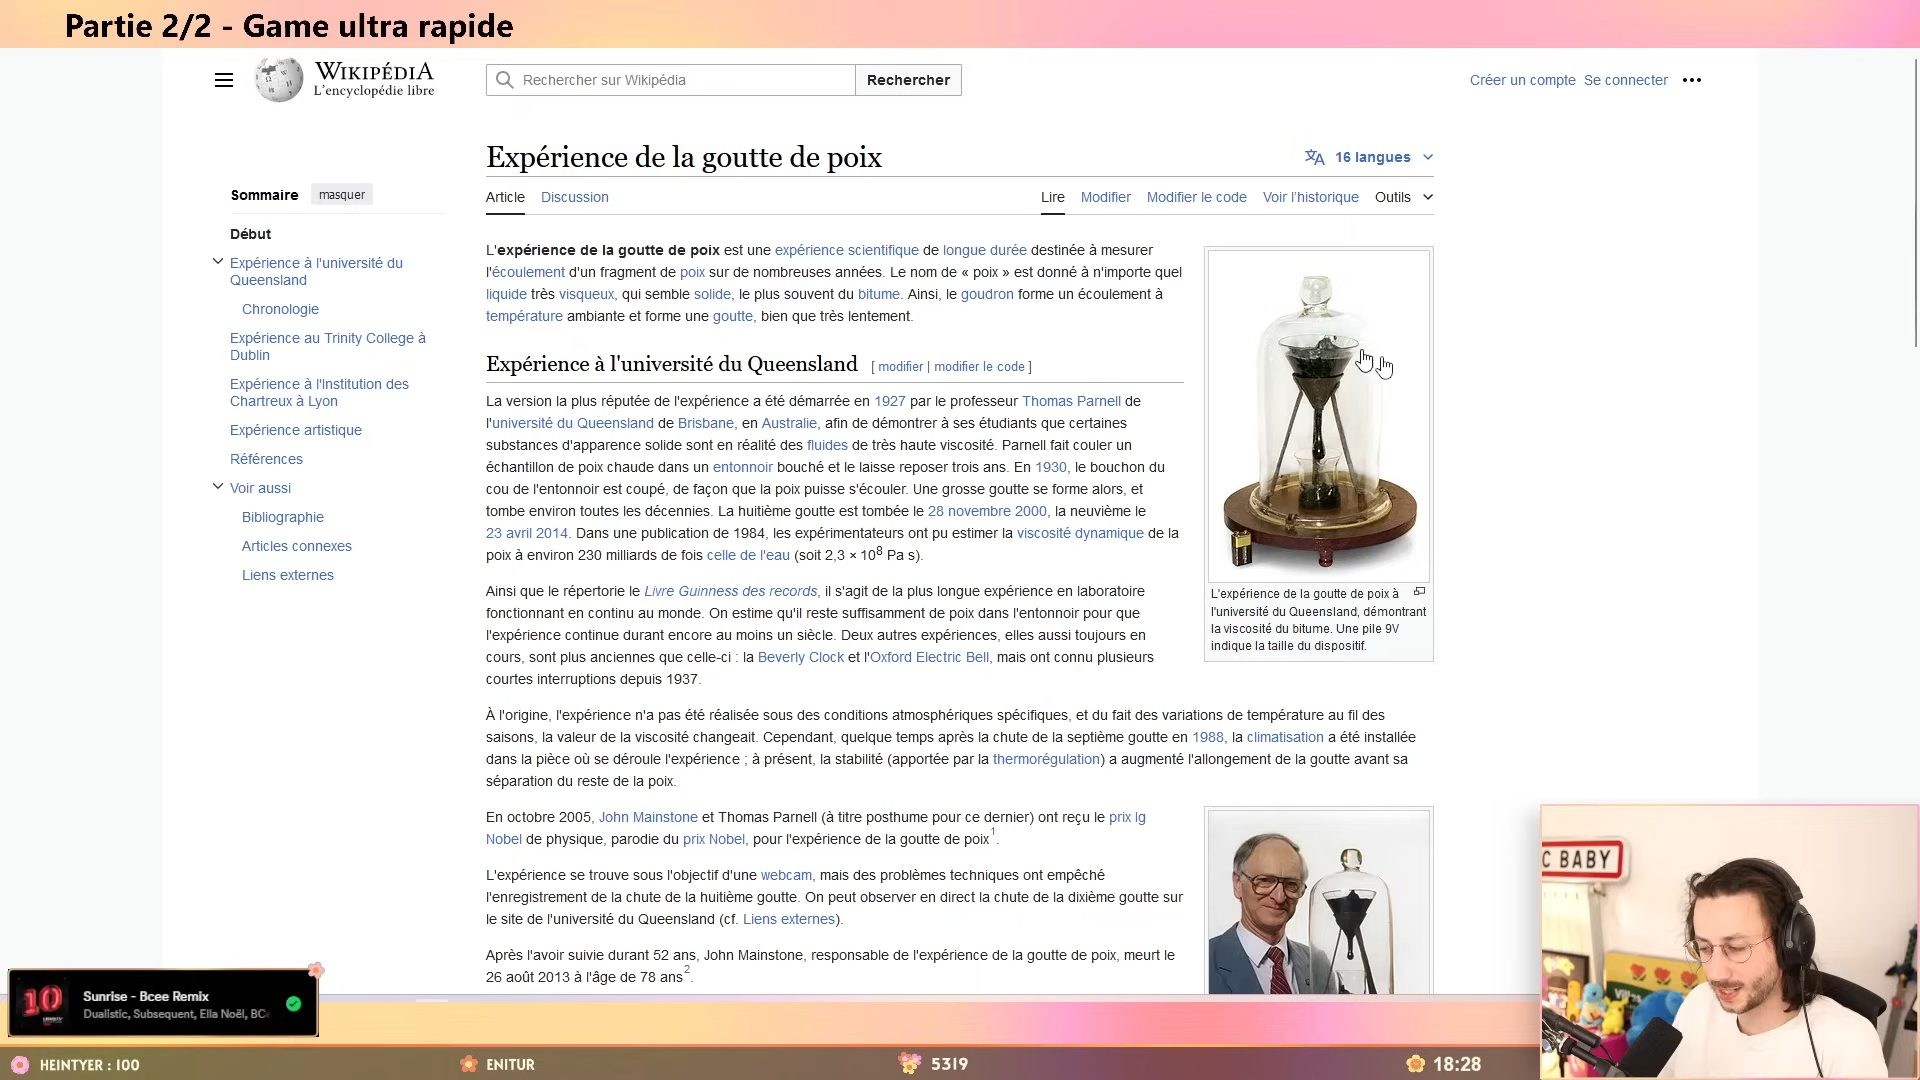 Partie 2/2 - Game ultra rapide
WIKIPÉDIA
L'encyclopédie libre
Rechercher sur Wikipédia
Rechercher
Créer un compte Se connecter
Expérience de la goutte de poix
16 langues
Article Discussion
Lire Modifier Modifier le code Voir l'historique Outils
Sommaire masquer
Début
Expérience à l'université du
Queensland
Chronologie
Expérience au Trinity College à
Dublin
Expérience à l'Institution des
Chartreux à Lyon
Expérience artistique
Références
Voir aussi
Bibliographie
Articles connexes
Liens externes
L'expérience de la goutte de poix est une expérience scientifique de longue durée destinée à mesurer
l'écoulement d'un fragment de poix sur de nombreuses années. Le nom de « poix » est donné à n'importe quel
liquide très visqueux, qui semble solide, le plus souvent du bitume. Ainsi, le goudron forme un écoulement à
température ambiante et forme une goutte, bien que très lentement.
Expérience à l'université du Queensland [ modifier | modifier le code ]
La version la plus réputée de l'expérience a été démarrée en 1927 par le professeur Thomas Parnell de
l'université du Queensland de Brisbane, en Australie, afin de démontrer à ses étudiants que certaines
substances d'apparence solide sont en réalité des fluides de très haute viscosité. Parnell fait couler un
échantillon de poix chaude dans un entonnoir bouché et le laisse reposer trois ans. En 1930, le bouchon du
cou de l'entonnoir est coupé, de façon que la poix puisse s'écouler. Une grosse goutte se forme alors, et
tombe environ toutes les décennies. La huitième goutte est tombée le 28 novembre 2000, la neuvième le
23 avril 2014. Dans une publication de 1984, les expérimentateurs ont pu estimer la viscosité dynamique de la
poix à environ 230 milliards de fois celle de l'eau (soit 2,3 × 10⁸ Pa s).
Ainsi que le répertorie le Livre Guinness des records, il s'agit de la plus longue expérience en laboratoire
fonctionnant en continu au monde. On estime qu'il reste suffisamment de poix dans l'entonnoir pour que
l'expérience continue durant encore au moins un siècle. Deux autres expériences, elles aussi toujours en
cours, sont plus anciennes que celle-ci : la Beverly Clock et l'Oxford Electric Bell, mais ont connu plusieurs
courtes interruptions depuis 1937.
L'expérience de la goutte de poix à
l'université du Queensland, démontrant
la viscosité du bitume. Une pile 9V
indique la taille du dispositif.
À l'origine, l'expérience n'a pas été réalisée sous des conditions atmosphériques spécifiques, et du fait des variations de température au fil des
saisons, la valeur de la viscosité changeait. Cependant, quelque temps après la chute de la septième goutte en 1988, la climatisation a été installée
dans la pièce où se déroule l'expérience ; à présent, la stabilité (apportée par la thermorégulation) a augmenté l'allongement de la goutte avant sa
séparation du reste de la poix.
En octobre 2005, John Mainstone et Thomas Parnell (à titre posthume pour ce dernier) ont reçu le prix Ig
Nobel de physique, parodie du prix Nobel, pour l'expérience de la goutte de poix¹.
L'expérience se trouve sous l'objectif d'une webcam, mais des problèmes techniques ont empêché
l'enregistrement de la chute de la huitième goutte. On peut observer en direct la chute de la dixième goutte sur
le site de l'université du Queensland (cf. Liens externes).
Après l'avoir suivie durant 52 ans, John Mainstone, responsable de l'expérience de la goutte de poix, meurt le
26 août 2013 à l'âge de 78 ans².
C BABY
10
Sunrise - Bcee Remix
Dualistic, Subsequent, Ella Noël, BC
HEINTYER : 100
ENITUR
5319
18:28